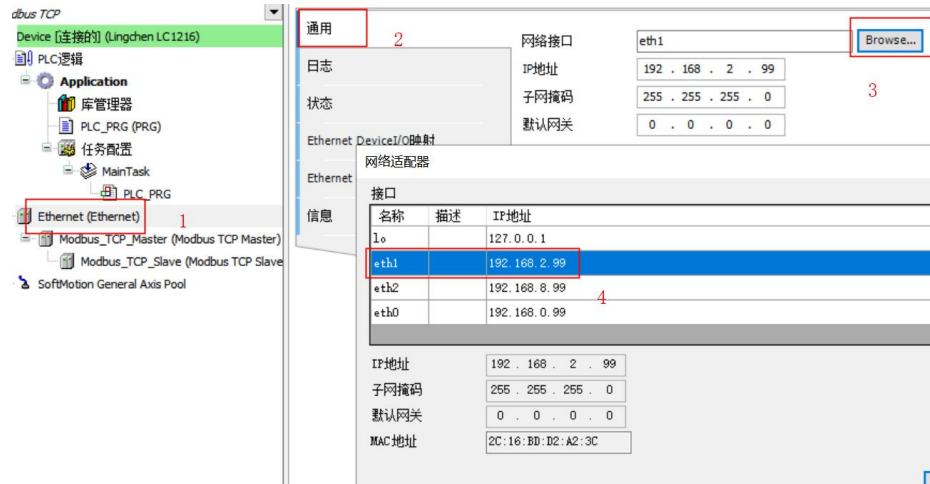 dbus TCP
Device [连接的] (Lingchen LC1216)
PLC逻辑
Application
库管理器
PLC_PRG (PRG)
任务配置
MainTask
PLC_PRG
Ethernet (Ethernet)
1
Modbus_TCP_Master (Modbus TCP Master)
Modbus_TCP_Slave (Modbus TCP Slave
SoftMotion General Axis Pool
通用
2
日志
状态
Ethernet DeviceI/O映射
Ethernet
信息
网络接口 eth1 Browse...
3
IP地址 192 . 168 . 2 . 99
子网掩码 255 . 255 . 255 . 0
默认网关 0 . 0 . 0 . 0
网络适配器
接口
名称 描述 IP地址
lo 127.0.0.1
eth1 192.168.2.99
eth2 192.168.8.99
4
eth0 192.168.0.99
IP地址 192 . 168 . 2 . 99
子网掩码 255 . 255 . 255 . 0
默认网关 0 . 0 . 0 . 0
MAC地址 2C:16:BD:D2:A2:3C